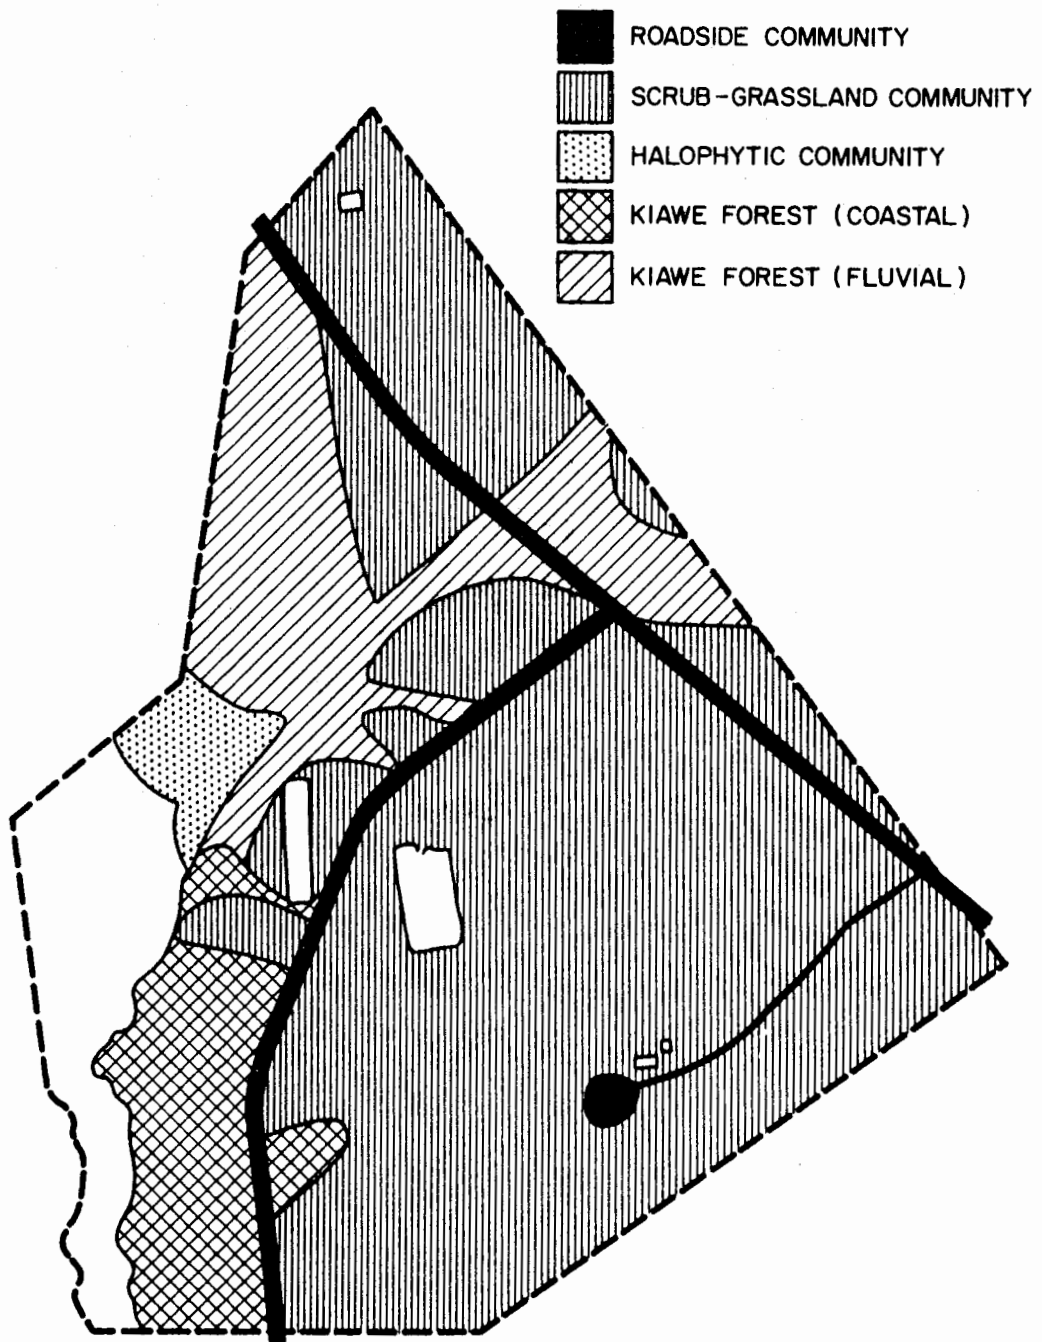 ROADSIDE COMMUNITY
SCRUB-GRASSLAND COMMUNITY
HALOPHYTIC COMMUNITY
KIAWE FOREST (COASTAL)
KIAWE FOREST (FLUVIAL)